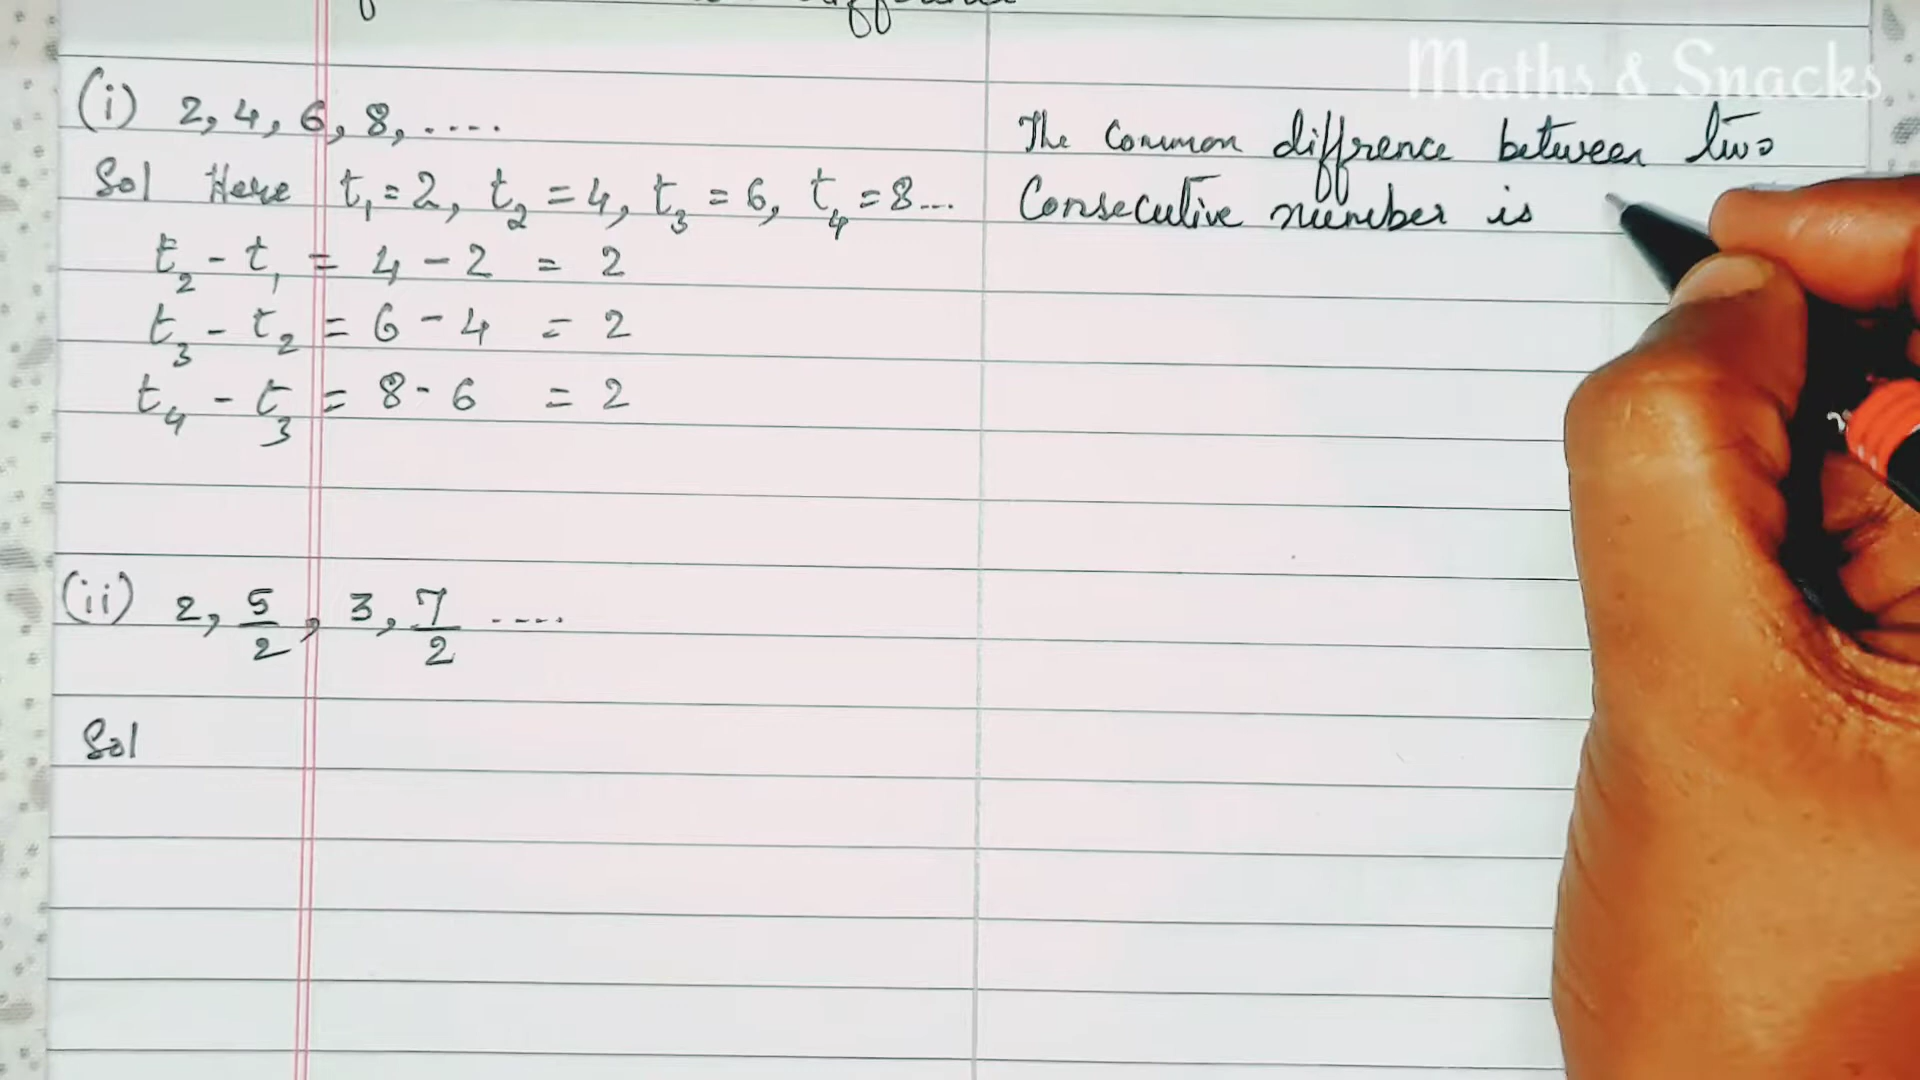 Maths & Snacks
(i) 2, 4, 6, 8, ....
Sol Here t₁ = 2, t₂ = 4, t₃ = 6, t₄ = 8...
t₂ - t₁ = 4 - 2 = 2
t₃ - t₂ = 6 - 4 = 2
t₄ - t₃ = 8 - 6 = 2
The Common diffrence between two
Consecutive number is
(ii) 2, 5/2, 3, 7/2 ....
Sol